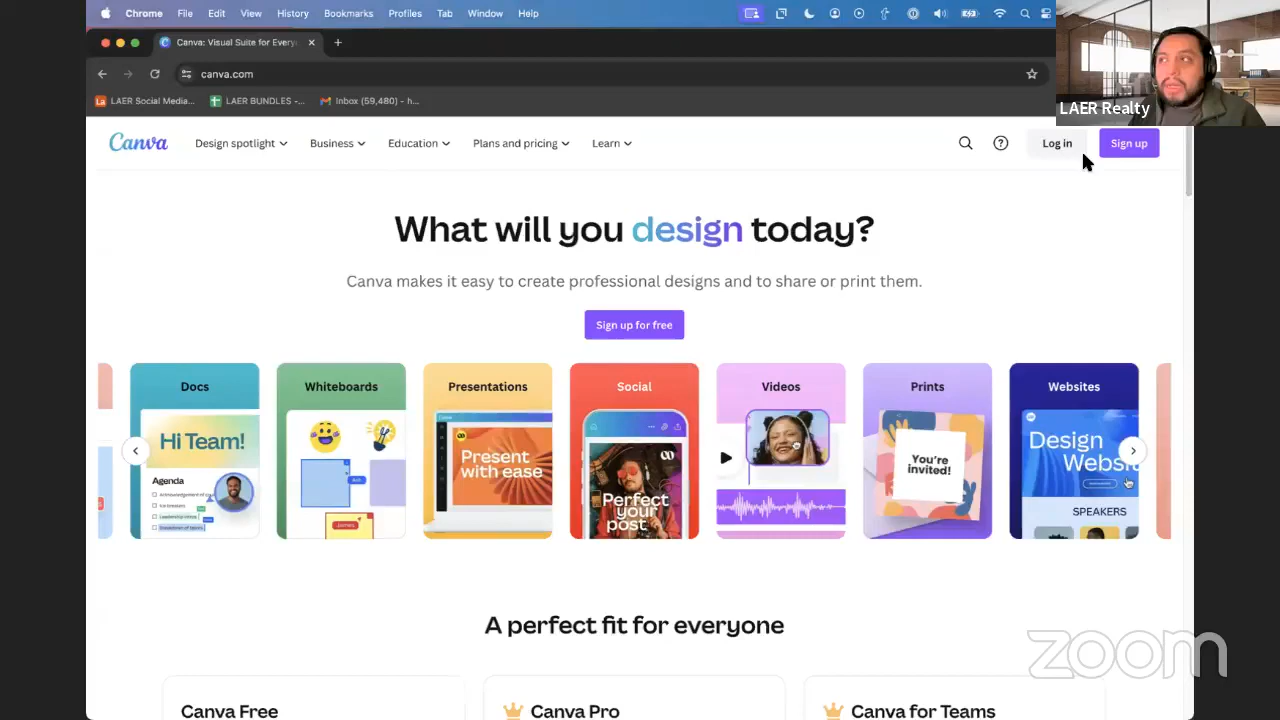 Chrome File Edit View History Bookmarks Profiles Tab Window Help
Canva: Visual Suite for Every
canva.com
LAER Social Media... LAER BUNDLES -... Inbox (59,480) - h...
LAER Realty
Canva Design spotlight Business Education Plans and pricing Learn Log in Sign up
What will you design today?
Canva makes it easy to create professional designs and to share or print them.
Sign up for free
Docs
Hi Team!
Agenda
Whiteboards
Presentations
Canva
Present
with ease
Social
Perfect
your
post
Videos
Prints
You're
invited!
Websites
Design
Websi
SPEAKERS
A perfect fit for everyone
zoom
Canva Free Canva Pro Canva for Teams